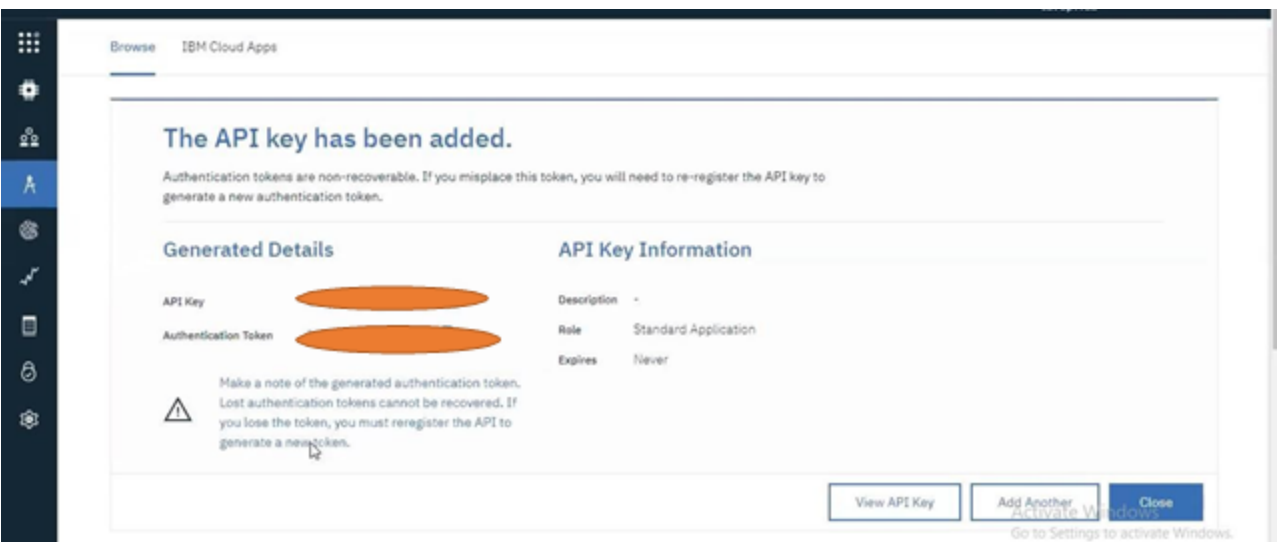 Browse IBM Cloud Apps
The API key has been added.
Authentication tokens are non-recoverable. If you misplace this token, you will need to re-register the API key to
generate a new authentication token.
Generated Details
API Key
Authentication Token
Make a note of the generated authentication token.
Lost authentication tokens cannot be recovered. If
you lose the token, you must reregister the API to
generate a new token.
API Key Information
Description -
Role Standard Application
Expires Never
View API Key Add Another Close
Activate Windows
Go to Settings to activate Windows.